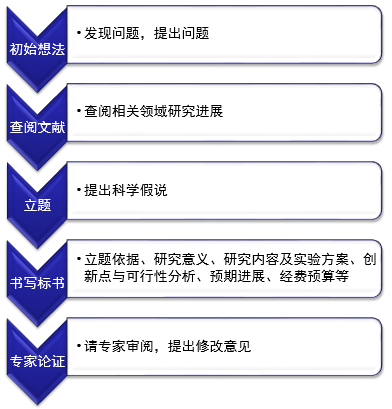 初始想法
•发现问题，提出问题
查阅文献
•查阅相关领域研究进展
立题
•提出科学假说
书写标书
•立题依据、研究意义、研究内容及实验方案、创
新点与可行性分析、预期进展、经费预算等
专家论证
•请专家审阅，提出修改意见